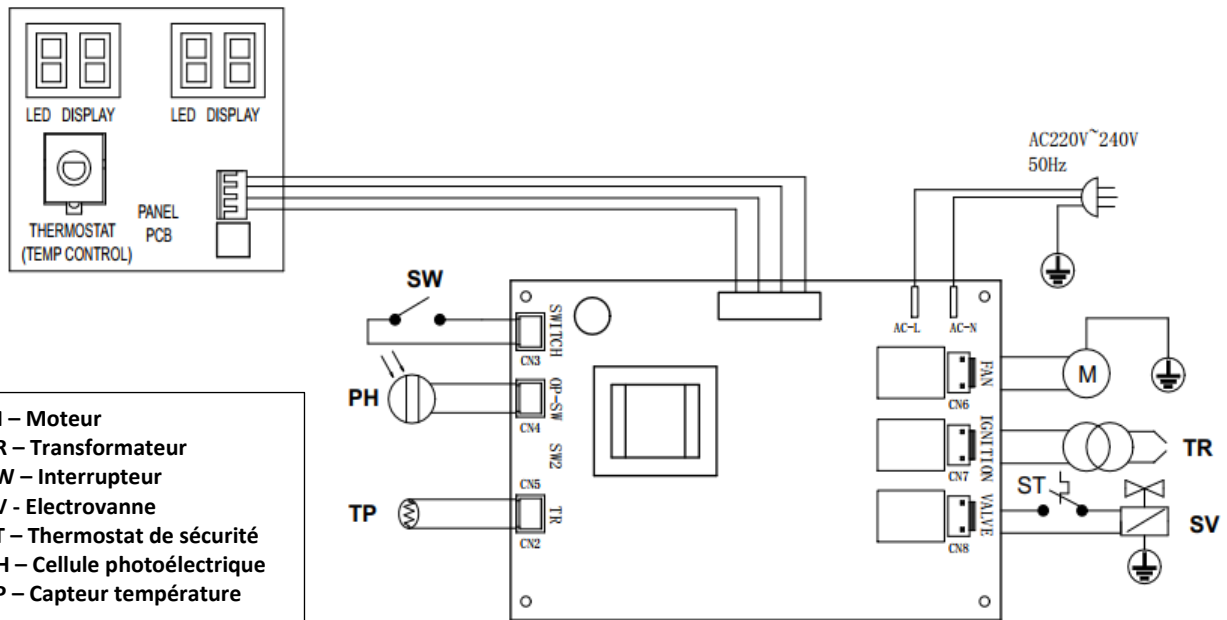 LED DISPLAY
LED DISPLAY
THERMOSTAT
(TEMP CONTROL)
PANEL
PCB
AC220V~240V
50Hz
SW
PH
TP
SWITCH
CN3
OP-SW
CN4
SW2
CN5
TR
CN2
AC-L
AC-N
FAN
CN6
IGNITION
CN7
VALVE
CN8
M
TR
ST
SV
– Moteur
R – Transformateur
W – Interrupteur
V - Electrovanne
T – Thermostat de sécurité
H – Cellule photoélectrique
P – Capteur température